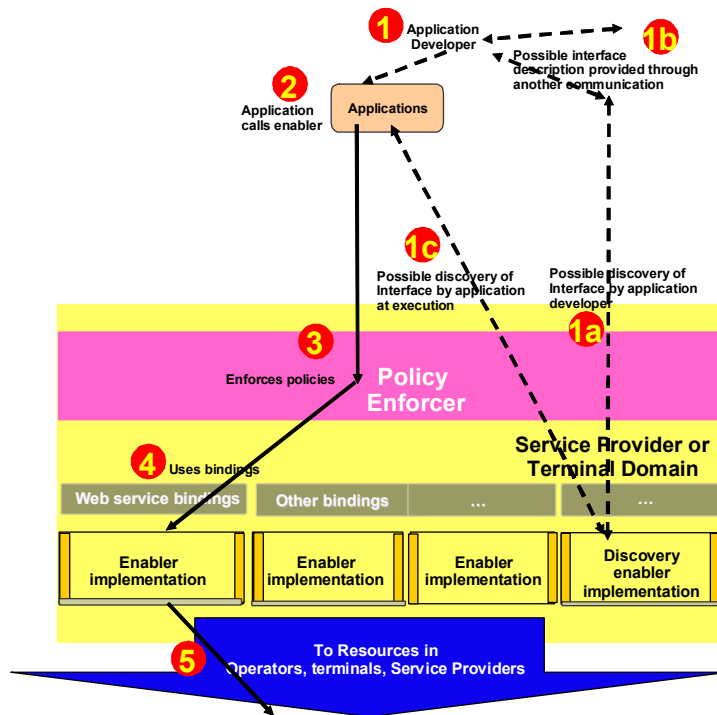 1
Application
Developer
1b
Possible interface
description provided through
another communication
2
Application
calls enabler
Applications
1c
Possible discovery of
Interface by application
at execution
Possible discovery of
Interface by application
developer
1a
3
Enforces policies
Policy
Enforcer
4
Uses bindings
Service Provider or
Terminal Domain
Web service bindings
Other bindings
...
...
Enabler
implementation
Enabler
implementation
Enabler
implementation
Discovery
enabler
implementation
5
To Resources in
Operators, terminals, Service Providers